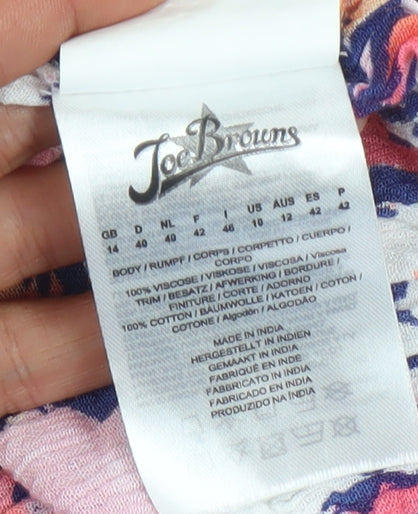 Joe Browns
GB D NL F I US AUS ES P
14 40 40 42 46 10 12 42 42
BODY / RUMPF / CORPS / CORPETTO / CUERPO /
CORPO
100% VISCOSE / VISKOSE / VISCOSA / Viscosa
TRIM / BESATZ / AFWERKING / BORDURE /
FINITURE / CORTE / ADORNO
100% COTTON / BAUMWOLLE / KATOEN / COTON /
COTONE / Algodón / ALGODÃO
MADE IN INDIA
HERGESTELLT IN INDIEN
GEMAAKT IN INDIA
FABRIQUÉ EN INDE
FABBRICATO IN INDIA
FABRICADO EN INDIA
PRODUZIDO NA ÍNDIA